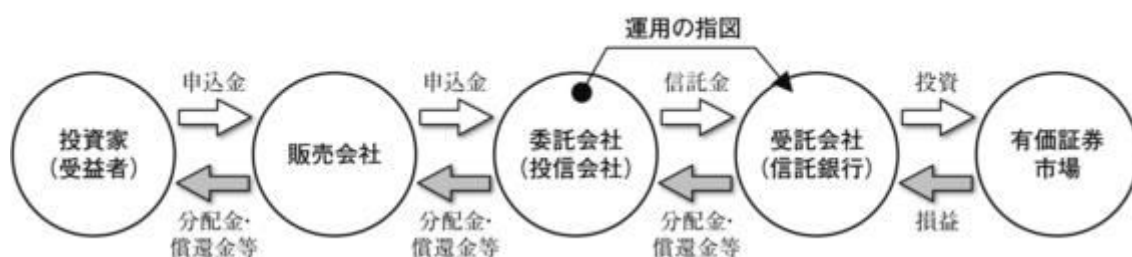 運用の指図
申込金
申込金
信託金
投資
投資家
(受益者)
販売会社
委託会社
(投信会社)
受託会社
(信託銀行)
有価証券
市場
分配金・
償還金等
分配金・
償還金等
分配金・
償還金等
損益